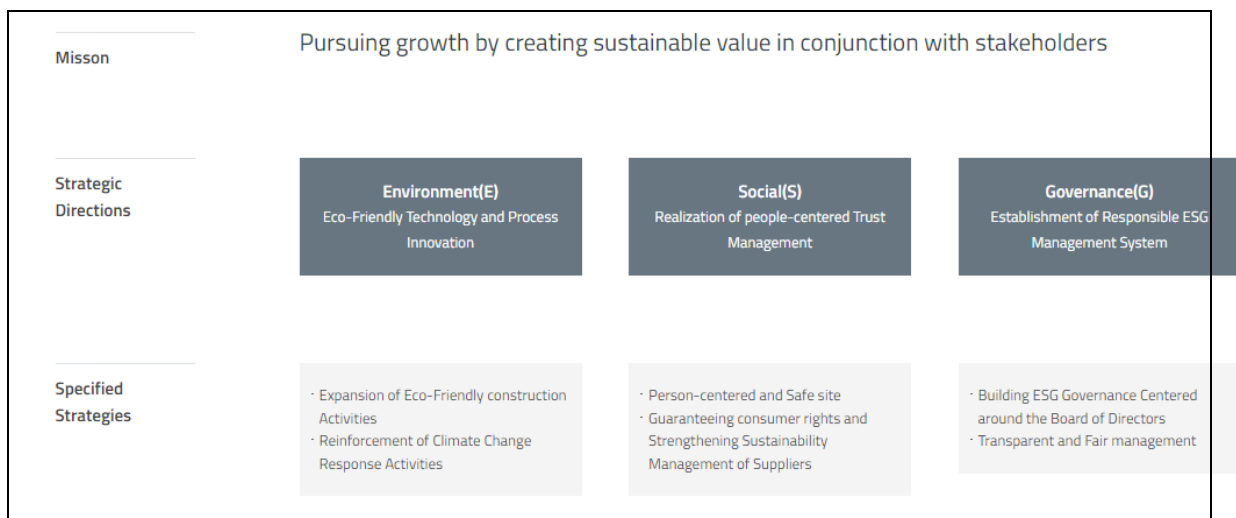 Misson
Pursuing growth by creating sustainable value in conjunction with stakeholders
Strategic
Directions
Environment(E)
Eco-Friendly Technology and Process
Innovation
Social(S)
Realization of people-centered Trust
Management
Governance(G)
Establishment of Responsible ESG
Management System
Specified
Strategies
· Expansion of Eco-Friendly construction
Activities
· Reinforcement of Climate Change
Response Activities
· Person-centered and Safe site
· Guaranteeing consumer rights and
Strengthening Sustainability
Management of Suppliers
· Building ESG Governance Centered
around the Board of Directors
· Transparent and Fair management